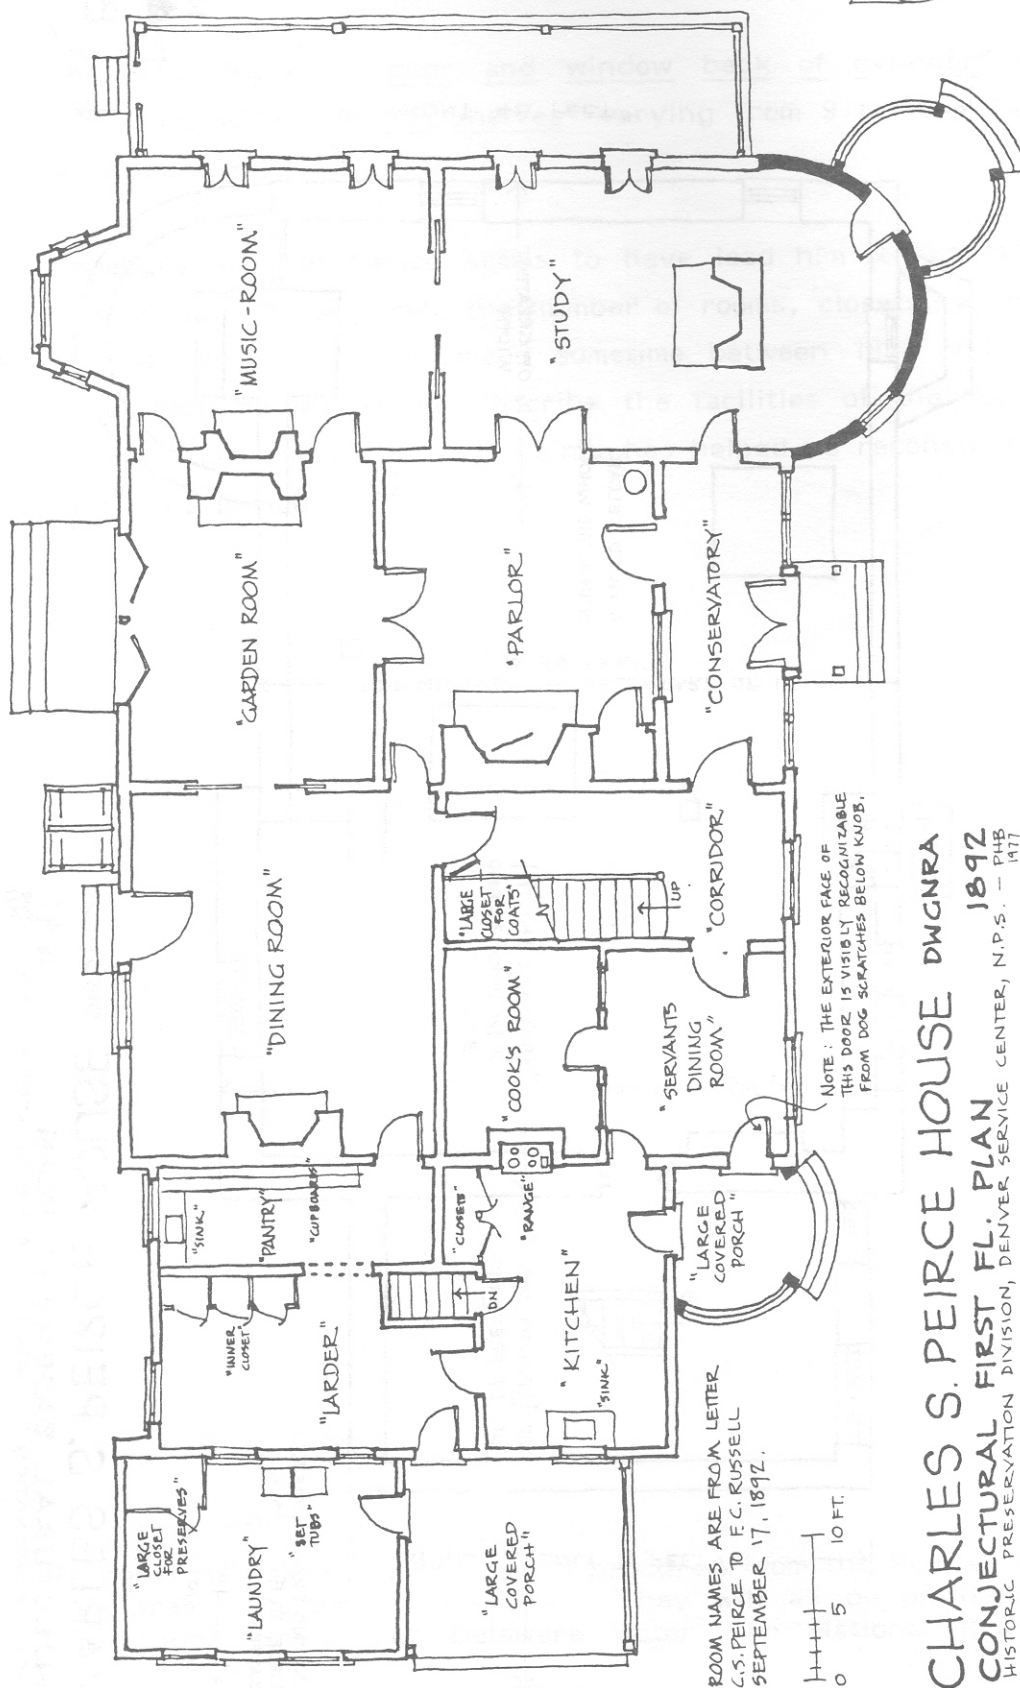 "MUSIC-ROOM"
"STUDY"
"GARDEN ROOM"
"PARLOR"
"CONSERVATORY"
"DINING ROOM"
"LARGE
CLOSET
FOR
COATS"
UP
"CORRIDOR"
"COOK'S ROOM"
"SERVANTS
DINING
ROOM"
NOTE: THE EXTERIOR FACE OF
THIS DOOR IS VISIBLY RECOGNIZABLE
FROM DOG SCRATCHES BELOW KNOB.
"SINK"
"PANTRY"
"CUPBOARDS"
"CLOSETS"
"RANGE"
"LARGE
COVERED
PORCH"
"INNER
CLOSET"
"LARDER"
DN
"KITCHEN"
"SINK"
"LARGE
CLOSET
FOR
PRESERVES"
"LAUNDRY"
"SET
TUBS"
"LARGE
COVERED
PORCH"
ROOM NAMES ARE FROM LETTER
C.S. PEIRCE TO F.C. RUSSELL
SEPTEMBER 17, 1892.
0 5 10 FT.
CHARLES S. PEIRCE HOUSE DWGNRA
CONJECTURAL FIRST FL. PLAN 1892
HISTORIC PRESERVATION DIVISION, DENVER SERVICE CENTER, N.P.S. – PHB
1977